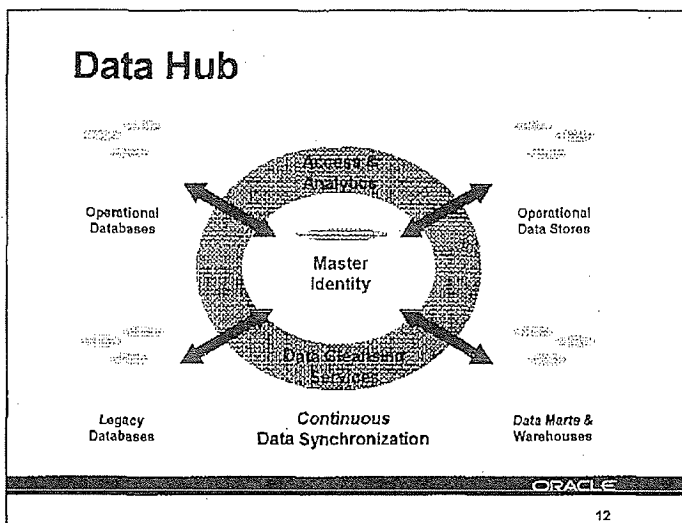 Data Hub
Access &
Analytics
Operational
Databases
Operational
Data Stores
Master
Identity
Data Cleansing
Services
Legacy
Databases
Continuous
Data Synchronization
Data Marts &
Warehouses
ORACLE
12